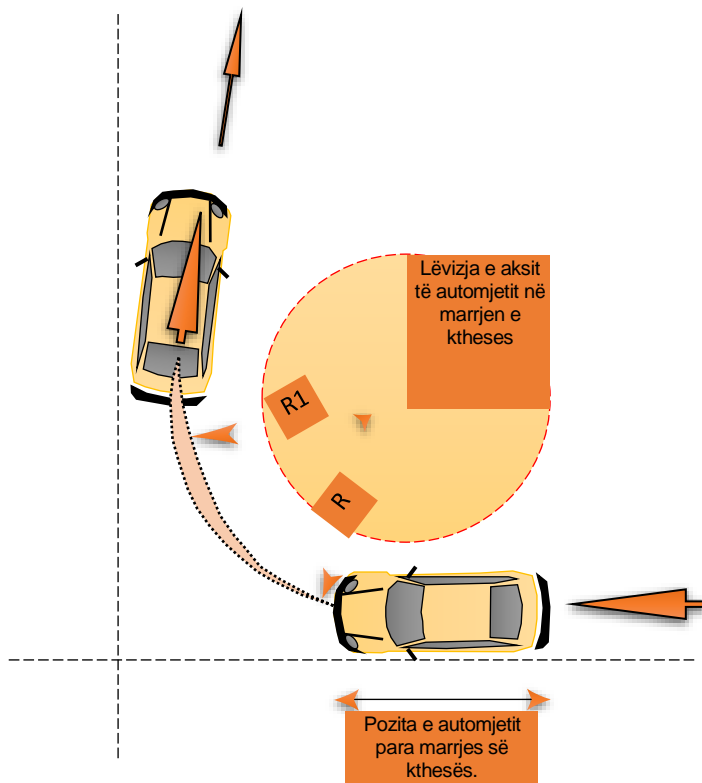 Lëvizja e aksit
të automjetit në
marrjen e
ktheses
R1
R
Pozita e automjetit
para marrjes së
kthesës.